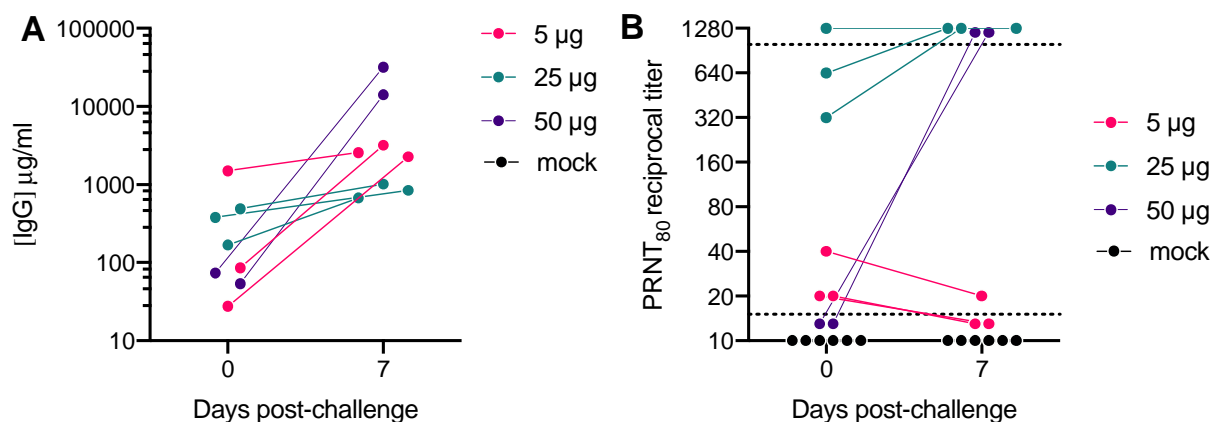 A
[IgG] µg/ml
100000
10000
1000
100
10
0
7
Days post-challenge
5 µg
25 µg
50 µg
mock
B
PRNT80 reciprocal titer
1280
640
320
160
80
40
20
10
0
7
Days post-challenge
5 µg
25 µg
50 µg
mock